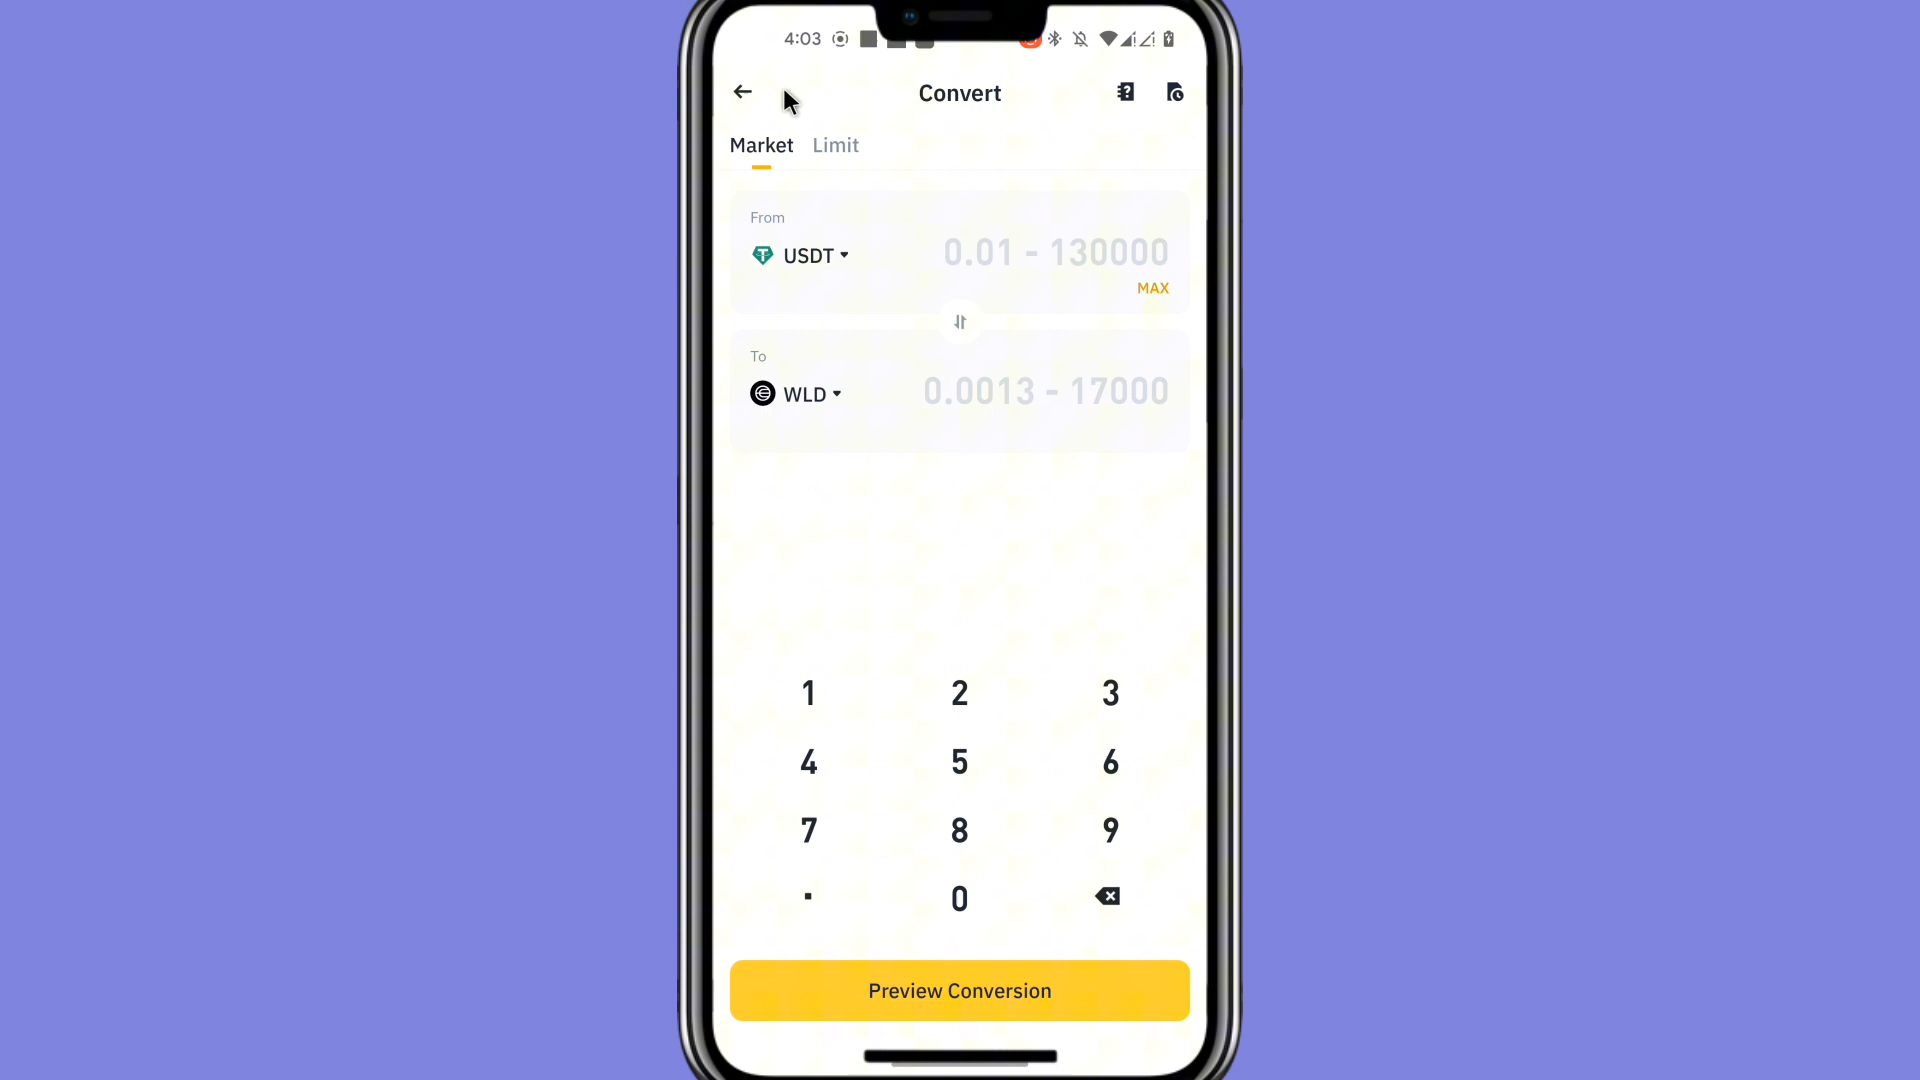 4:03
Convert
Market Limit
From
USDT 0.01 - 130000
MAX
To
WLD 0.0013 - 17000
1 2 3
4 5 6
7 8 9
. 0
Preview Conversion